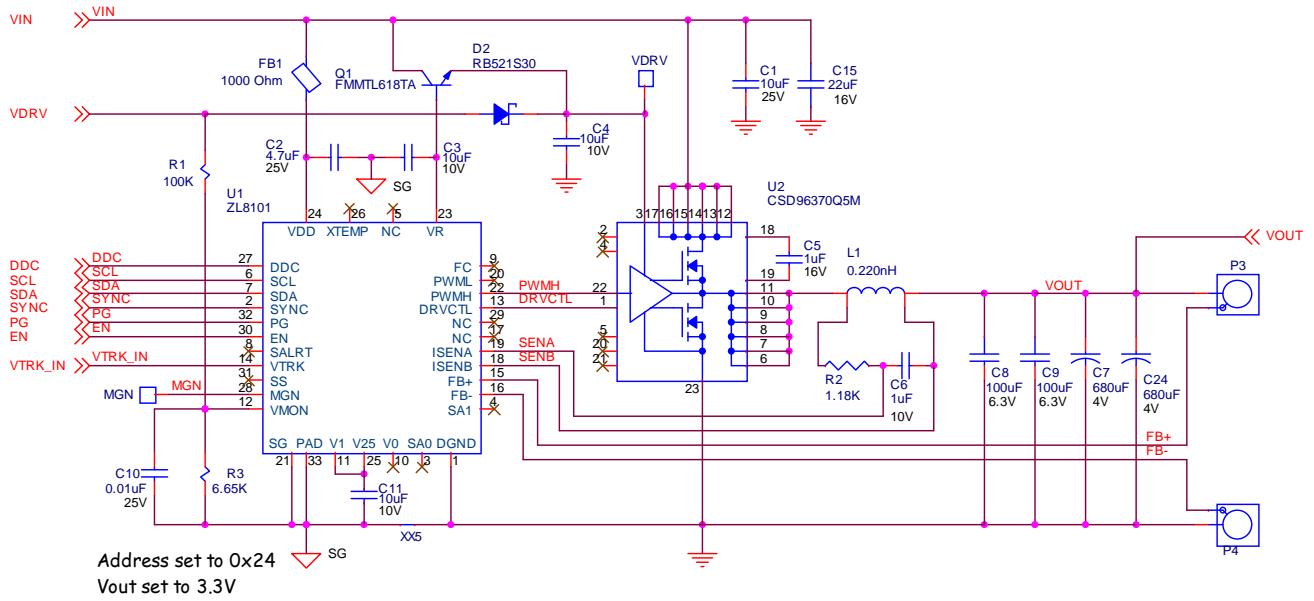 VIN
VIN
FB1
1000 Ohm
Q1
FMMTL618TA
D2
RB521S30
VDRV
C1
10uF
25V
C15
22uF
16V
VDRV
R1
100K
C2
4.7uF
25V
C3
10uF
10V
C4
10uF
10V
SG
U1
ZL8101
U2
CSD96370Q5M
24
26
5
23
VDD
XTEMP
NC
VR
3
17
16
15
14
13
12
2
4
18
C5
1uF
16V
19
DDC
DDC
27
DDC
SCL
SCL
6
SCL
SDA
SDA
7
SDA
SYNC
SYNC
2
SYNC
PG
PG
32
PG
EN
EN
30
EN
8
SALRT
VTRK_IN
VTRK_IN
14
VTRK
31
SS
MGN
MGN
28
MGN
12
VMON
FC
9
PWML
20
PWMH
22
PWMH
22
DRVCTL
13
DRVCTL
1
NC
29
NC
17
ISENA
19
SENA
ISENB
18
SENB
FB+
15
FB-
16
SA1
4
5
20
21
11
10
9
8
7
6
23
L1
0.220nH
R2
1.18K
C6
1uF
10V
VOUT
VOUT
P3
C8
100uF
6.3V
C9
100uF
6.3V
C7
680uF
4V
C24
680uF
4V
FB+
FB-
P4
SG
PAD
V1
V25
V0
SA0
DGND
21
33
11
25
10
3
1
C10
0.01uF
25V
R3
6.65K
C11
10uF
10V
XX5
SG
Address set to 0x24
Vout set to 3.3V